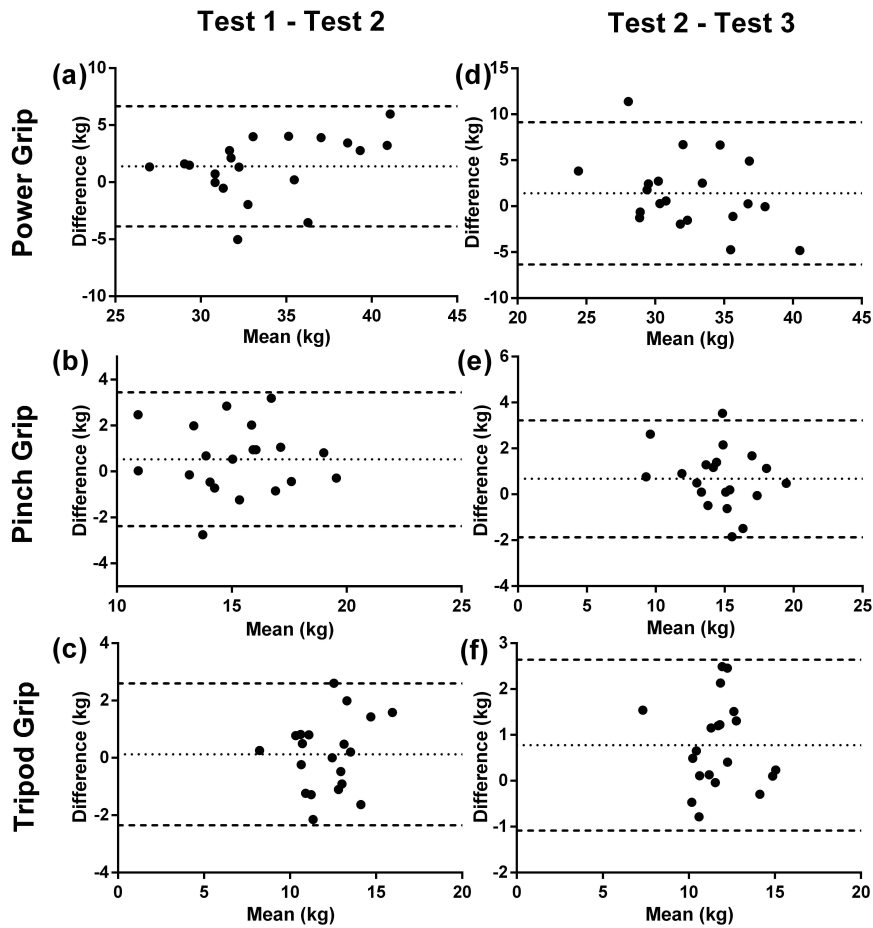 Test 1 - Test 2
Test 2 - Test 3
Power Grip
(a)
Difference (kg)
10
5
0
-5
-10
25 30 35 40 45
Mean (kg)
(d)
Difference (kg)
15
10
5
0
-5
-10
20 25 30 35 40 45
Mean (kg)
Pinch Grip
(b)
Difference (kg)
4
2
0
-2
-4
10 15 20 25
Mean (kg)
(e)
Difference (kg)
6
4
2
0
-2
-4
0 5 10 15 20 25
Mean (kg)
Tripod Grip
(c)
Difference (kg)
4
2
0
-2
-4
0 5 10 15 20
Mean (kg)
(f)
Difference (kg)
3
2
1
0
-1
-2
0 5 10 15 20
Mean (kg)